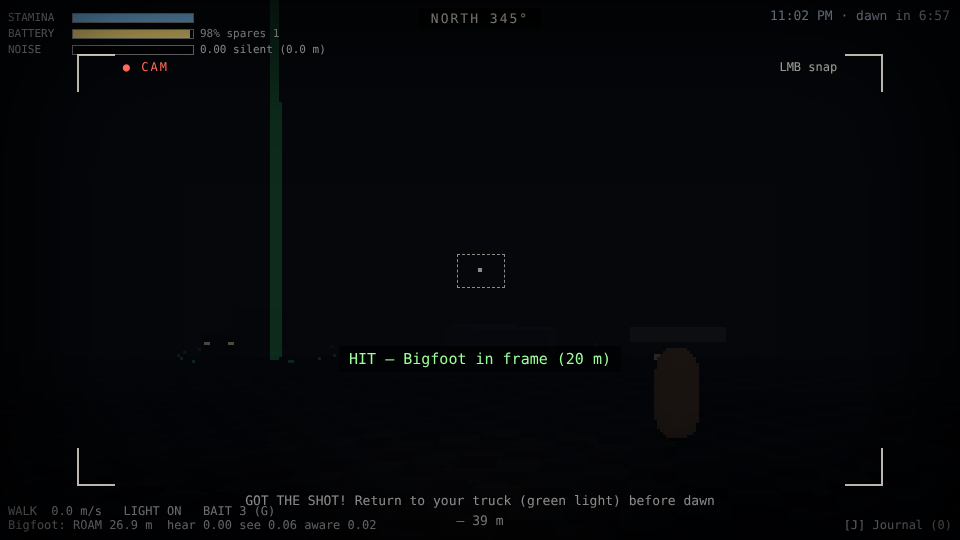 STAMINA
BATTERY 98% spares 1
NOISE 0.00 silent (0.0 m)
NORTH 345°
11:02 PM · dawn in 6:57
● CAM
LMB snap
HIT — Bigfoot in frame (20 m)
GOT THE SHOT! Return to your truck (green light) before dawn
— 39 m
WALK 0.0 m/s LIGHT ON BAIT 3 (G)
Bigfoot: ROAM 26.9 m hear 0.00 see 0.06 aware 0.02
[J] Journal (0)